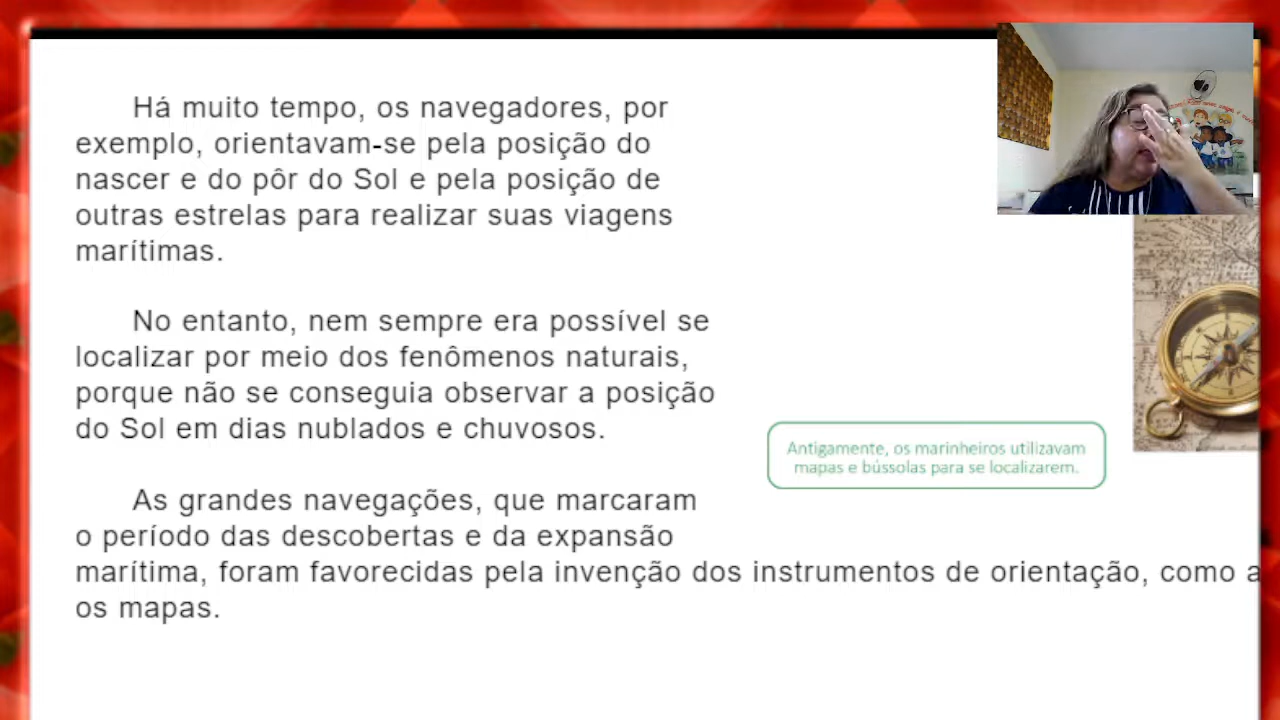 Há muito tempo, os navegadores, por
exemplo, orientavam-se pela posição do
nascer e do pôr do Sol e pela posição de
outras estrelas para realizar suas viagens
marítimas.
No entanto, nem sempre era possível se
localizar por meio dos fenômenos naturais,
porque não se conseguia observar a posição
do Sol em dias nublados e chuvosos.
Antigamente, os marinheiros utilizavam
mapas e bússolas para se localizarem.
As grandes navegações, que marcaram
o período das descobertas e da expansão
marítima, foram favorecidas pela invenção dos instrumentos de orientação, como a
os mapas.